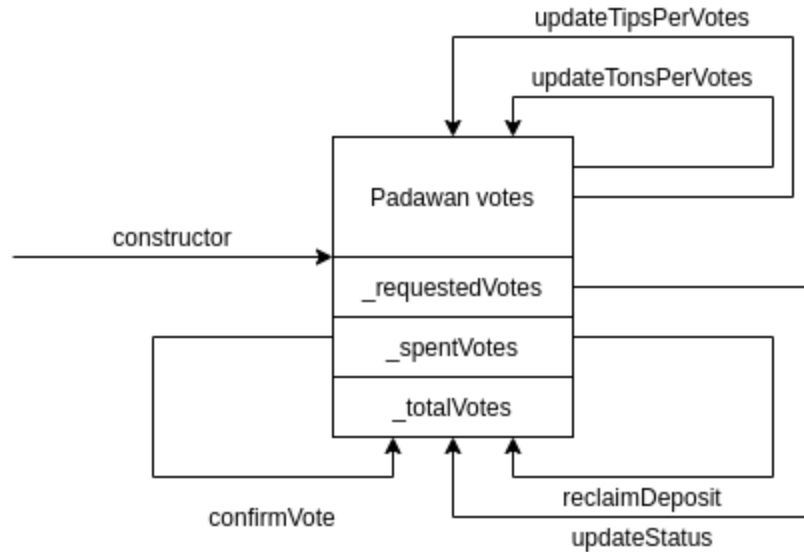 updateTipsPerVotes
updateTonsPerVotes
Padawan votes
constructor
_requestedVotes
_spentVotes
_totalVotes
reclaimDeposit
confirmVote
updateStatus